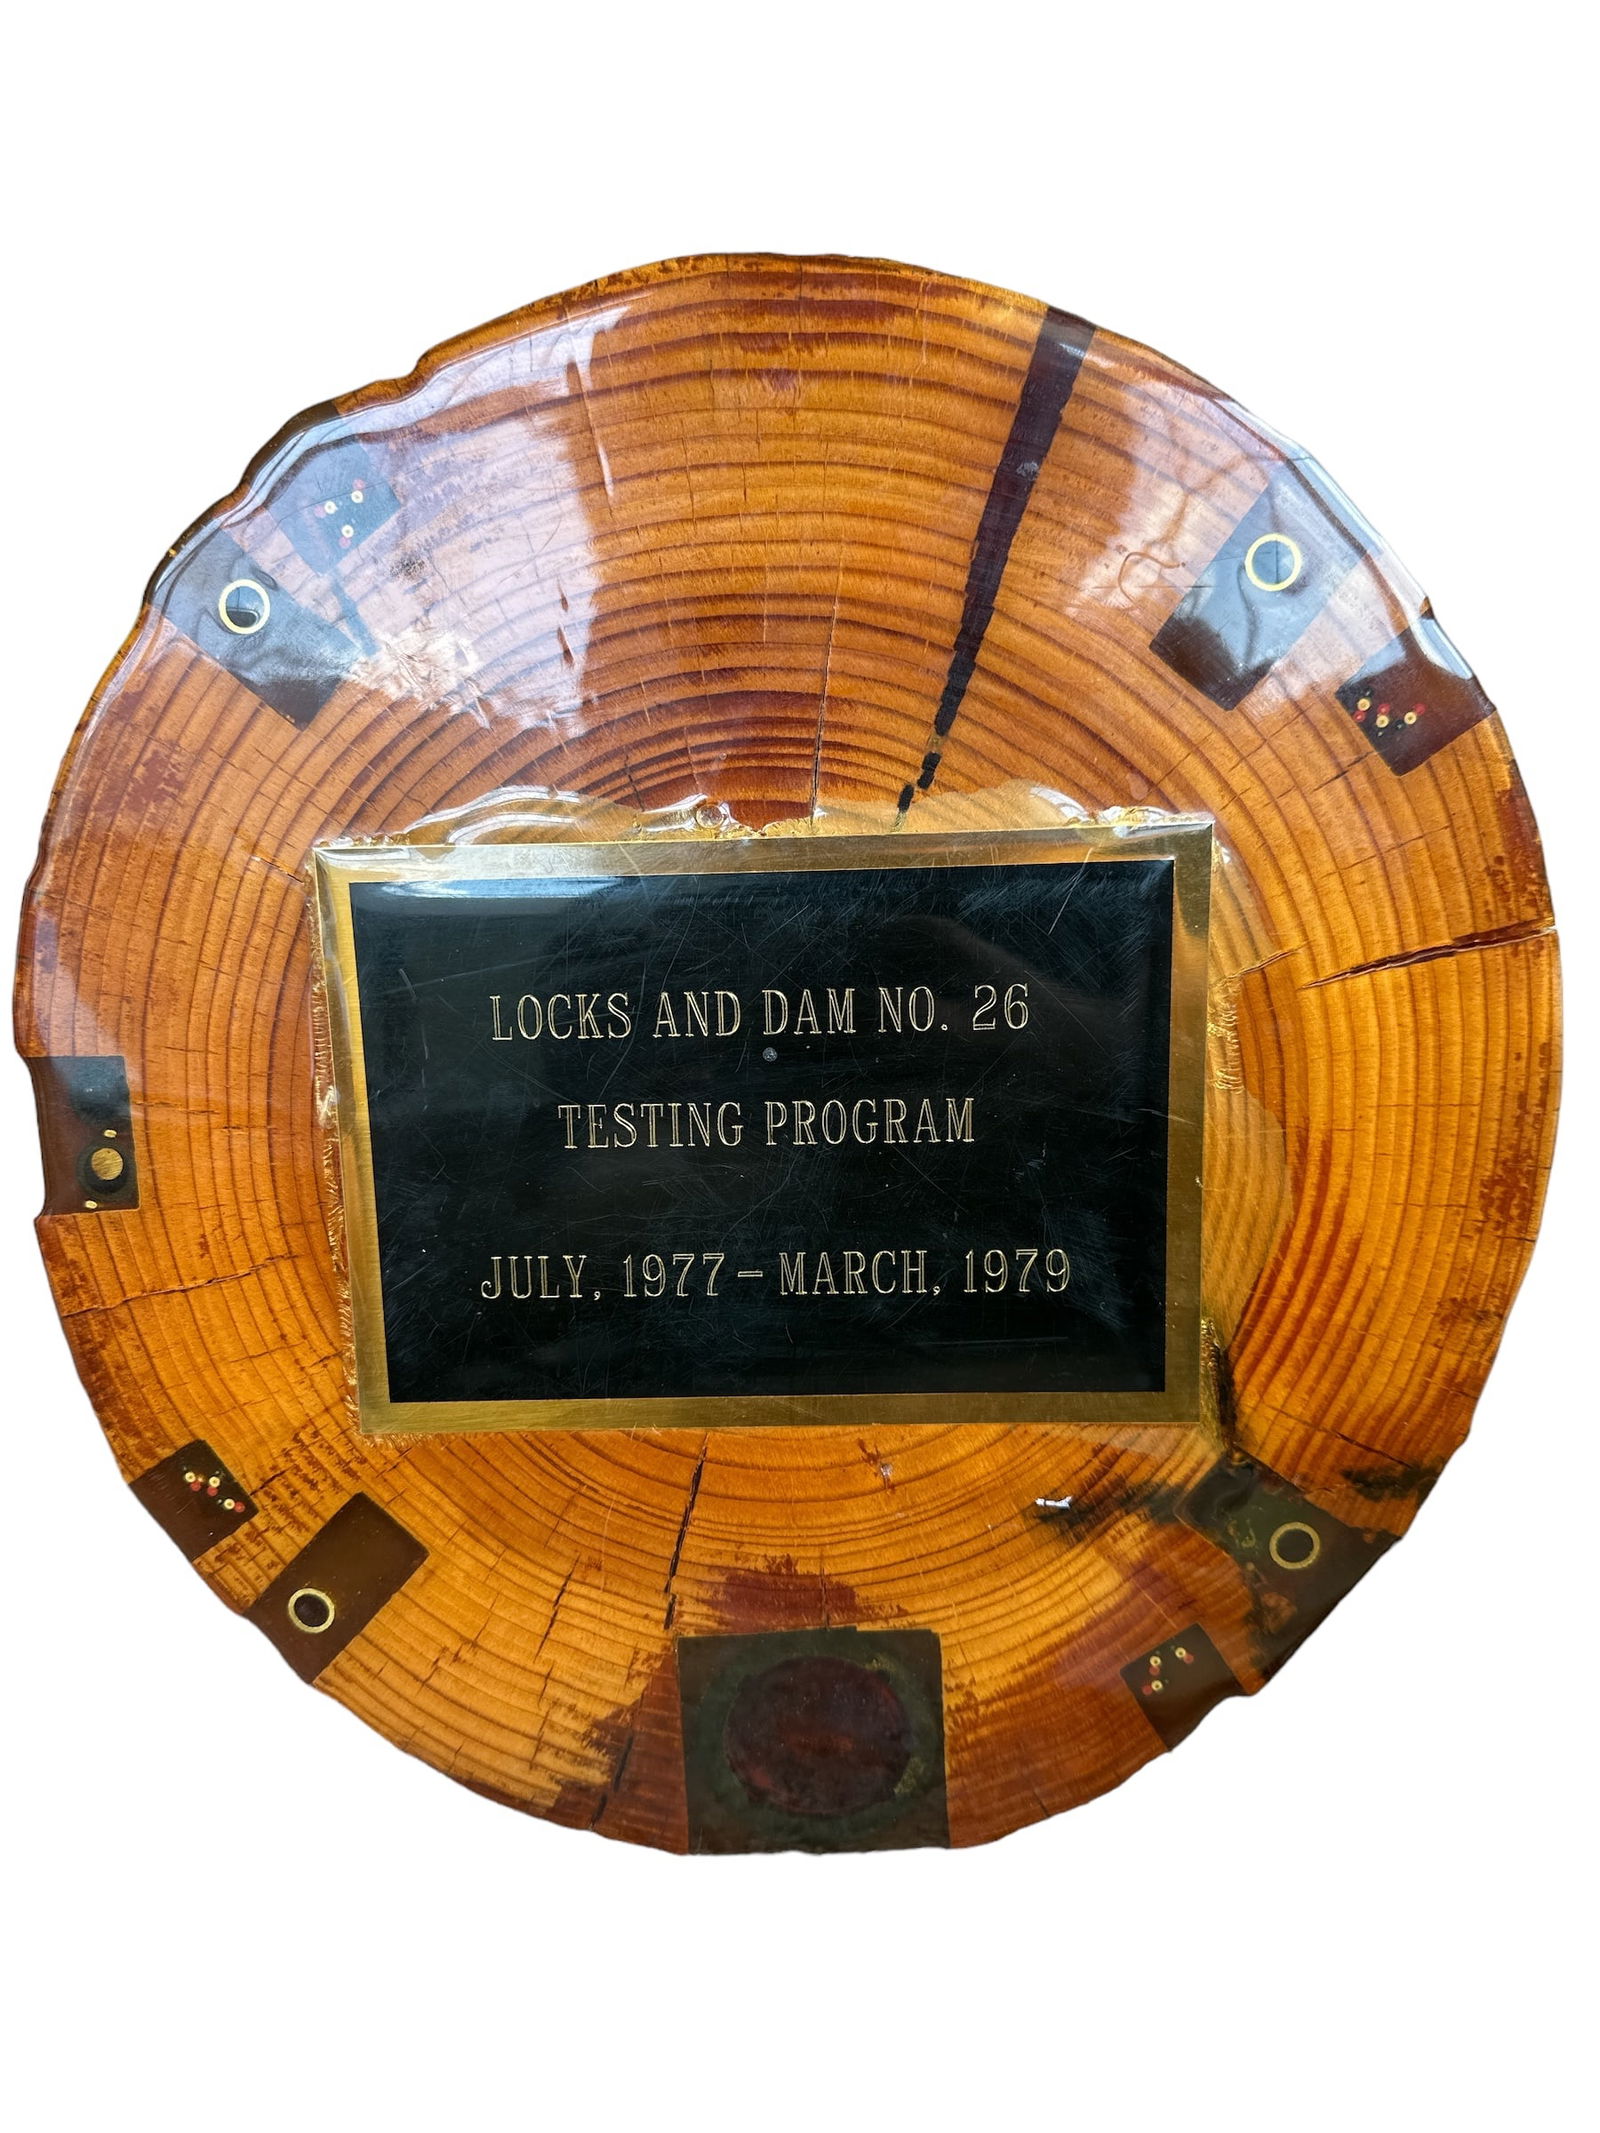 LOCKS AND DAM NO. 26
TESTING PROGRAM
JULY, 1977 – MARCH, 1979